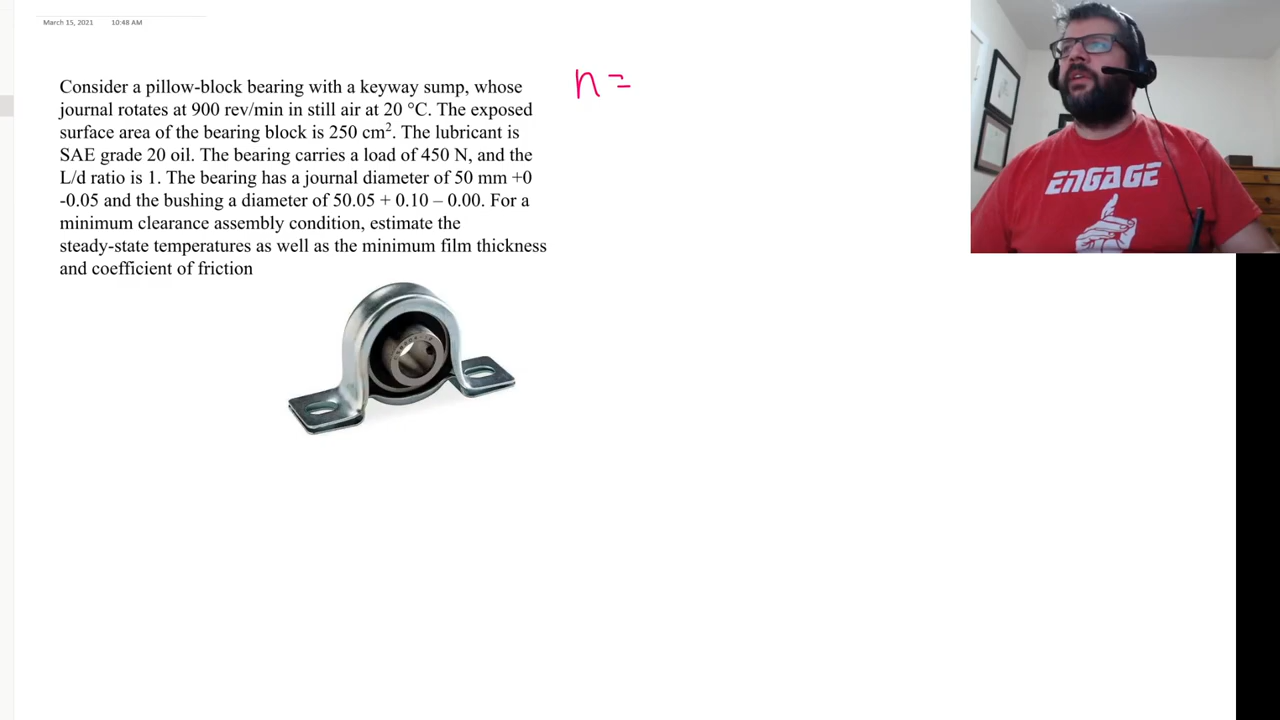 March 15, 2021 10:48 AM
Consider a pillow-block bearing with a keyway sump, whose
journal rotates at 900 rev/min in still air at 20 °C. The exposed
surface area of the bearing block is 250 cm². The lubricant is
SAE grade 20 oil. The bearing carries a load of 450 N, and the
L/d ratio is 1. The bearing has a journal diameter of 50 mm +0
-0.05 and the bushing a diameter of 50.05 + 0.10 – 0.00. For a
minimum clearance assembly condition, estimate the
steady-state temperatures as well as the minimum film thickness
and coefficient of friction
n =
ENGAGE